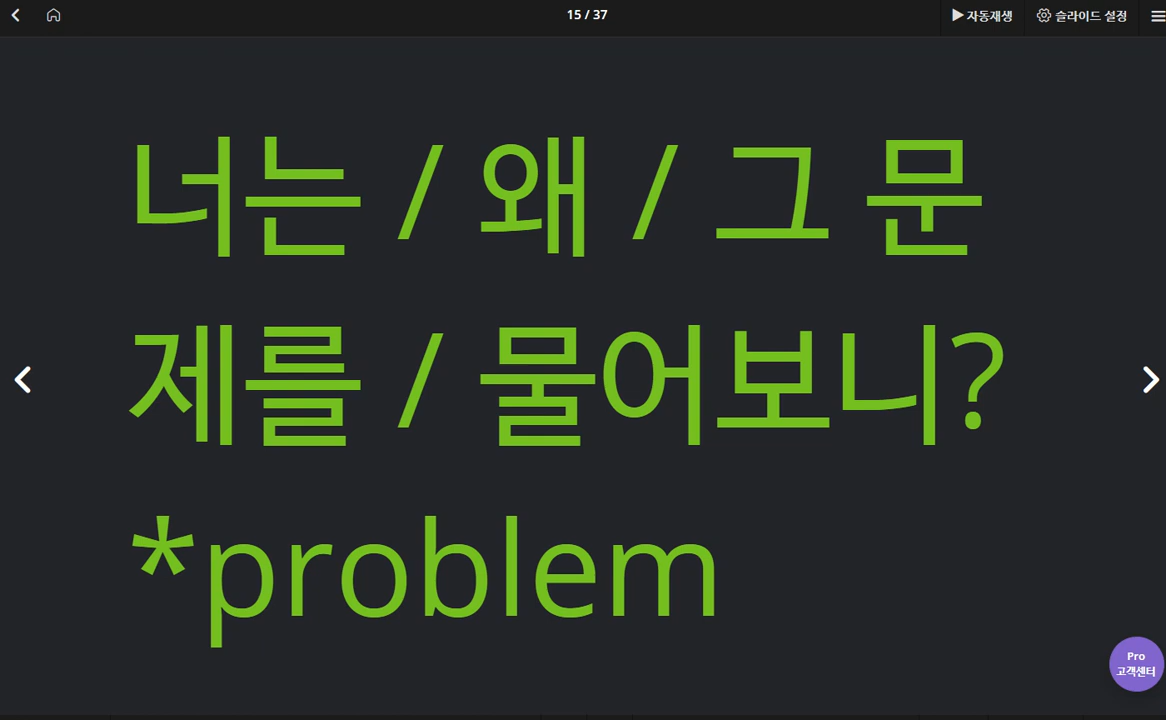 15 / 37
▶ 자동재생
슬라이드 설정
너는 / 왜 / 그 문
제를 / 물어보니?
*problem
Pro
고객센터